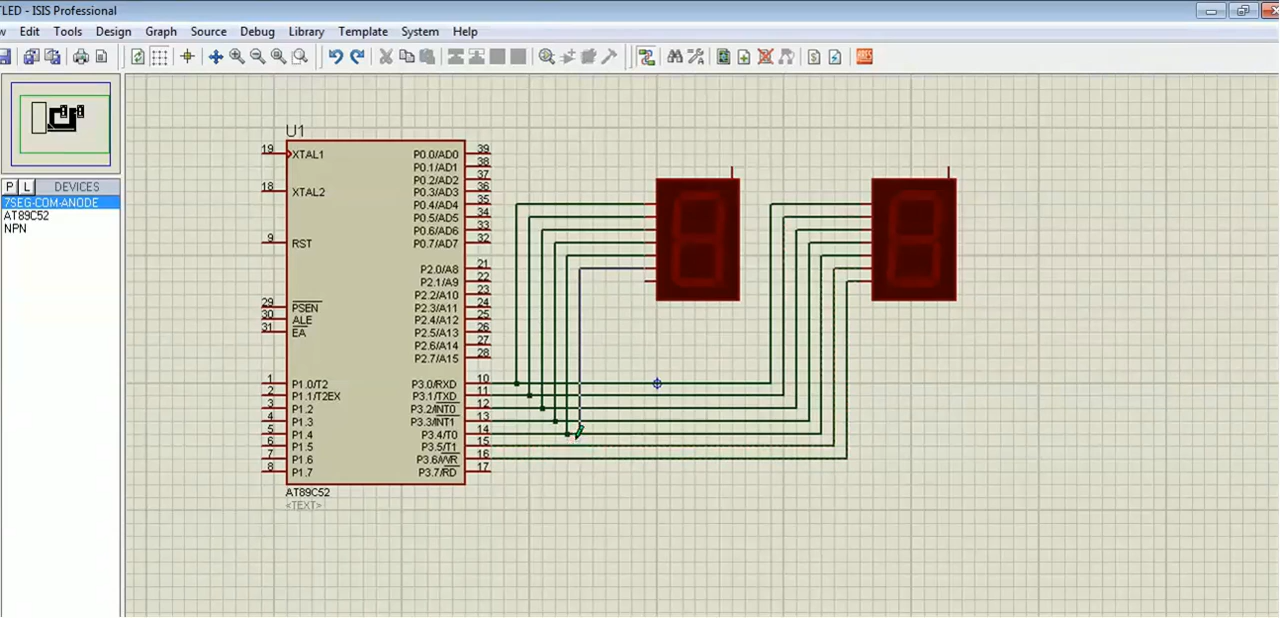 TLED - ISIS Professional
w Edit Tools Design Graph Source Debug Library Template System Help
P L DEVICES
7SEG-COM-ANODE
AT89C52
NPN
U1
19 XTAL1 P0.0/AD0 39
P0.1/AD1 38
P0.2/AD2 37
18 XTAL2 P0.3/AD3 36
P0.4/AD4 35
P0.5/AD5 34
P0.6/AD6 33
9 RST P0.7/AD7 32
P2.0/A8 21
P2.1/A9 22
P2.2/A10 23
29 PSEN P2.3/A11 24
30 ALE P2.4/A12 25
31 EA P2.5/A13 26
P2.6/A14 27
P2.7/A15 28
1 P1.0/T2 P3.0/RXD 10
2 P1.1/T2EX P3.1/TXD 11
3 P1.2 P3.2/INT0 12
4 P1.3 P3.3/INT1 13
5 P1.4 P3.4/T0 14
6 P1.5 P3.5/T1 15
7 P1.6 P3.6/WR 16
8 P1.7 P3.7/RD 17
AT89C52
<TEXT>